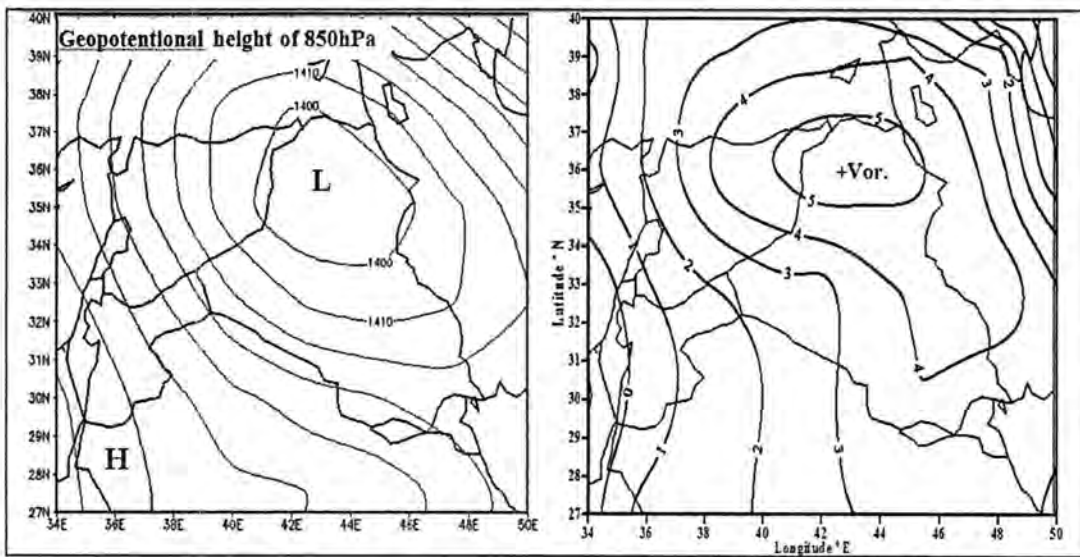 Geopotentional height of 850hPa
40N
39N
38N
37N
36N
35N
34N
33N
32N
31N
30N
29N
28N
27N
34E
36E
38E
40E
42E
44E
46E
48E
50E
1410
1400
L
1400
1410
H
40
39
38
37
36
35
34
33
32
31
30
29
28
27
34
36
38
40
42
44
46
48
50
Latitude °N
Longitude °E
+Vor.
5
5
4
4
4
4
3
3
3
3
2
2
2
1
1
0